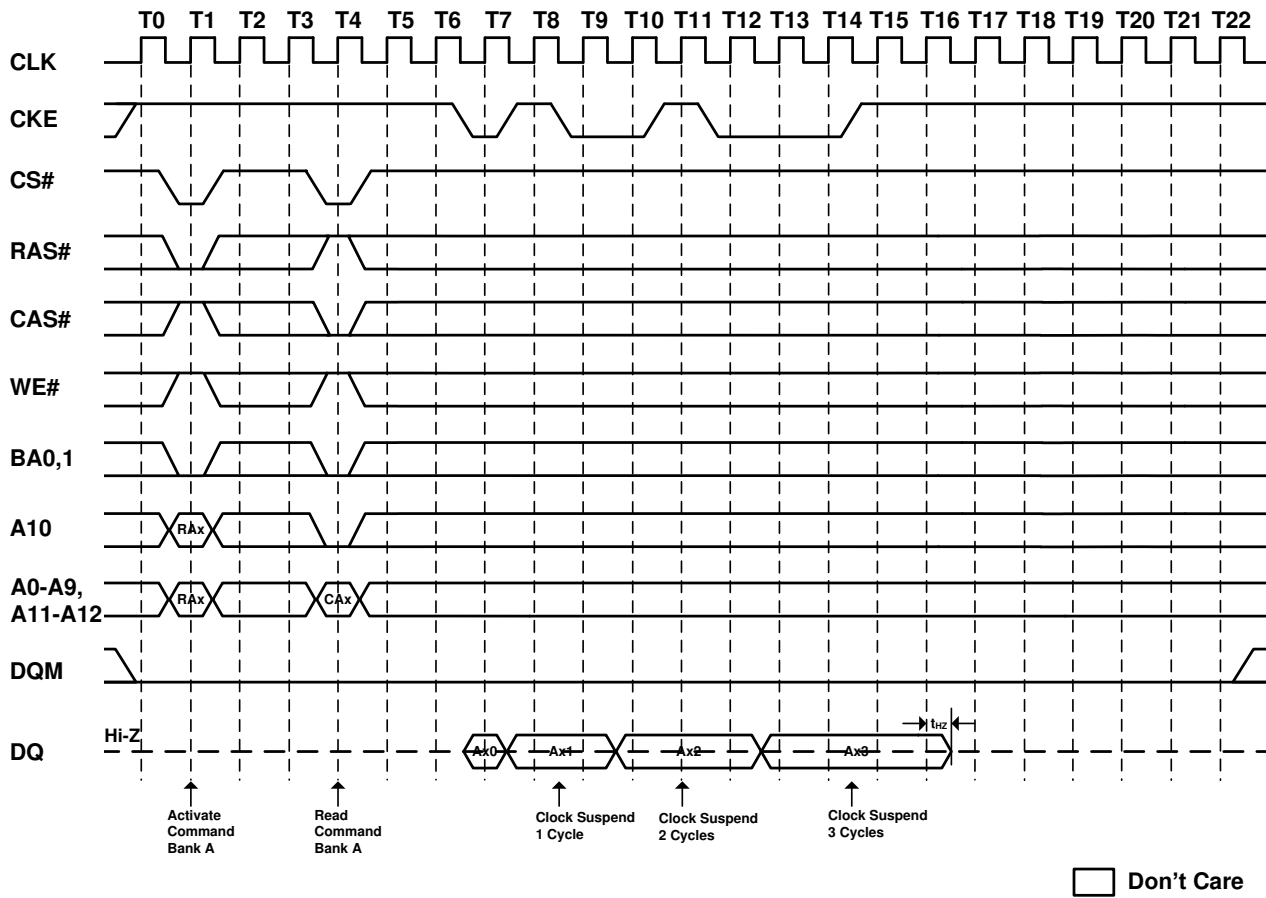 T0 T1 T2 T3 T4 T5 T6 T7 T8 T9 T10 T11 T12 T13 T14 T15 T16 T17 T18 T19 T20 T21 T22
CLK
CKE
CS#
RAS#
CAS#
WE#
BA0,1
A10
RAx
A0-A9,
A11-A12
RAx
CAx
DQM
tHZ
Hi-Z
DQ
Ax0
Ax1
Ax2
Ax3
Activate
Command
Bank A
Read
Command
Bank A
Clock Suspend
1 Cycle
Clock Suspend
2 Cycles
Clock Suspend
3 Cycles
Don't Care